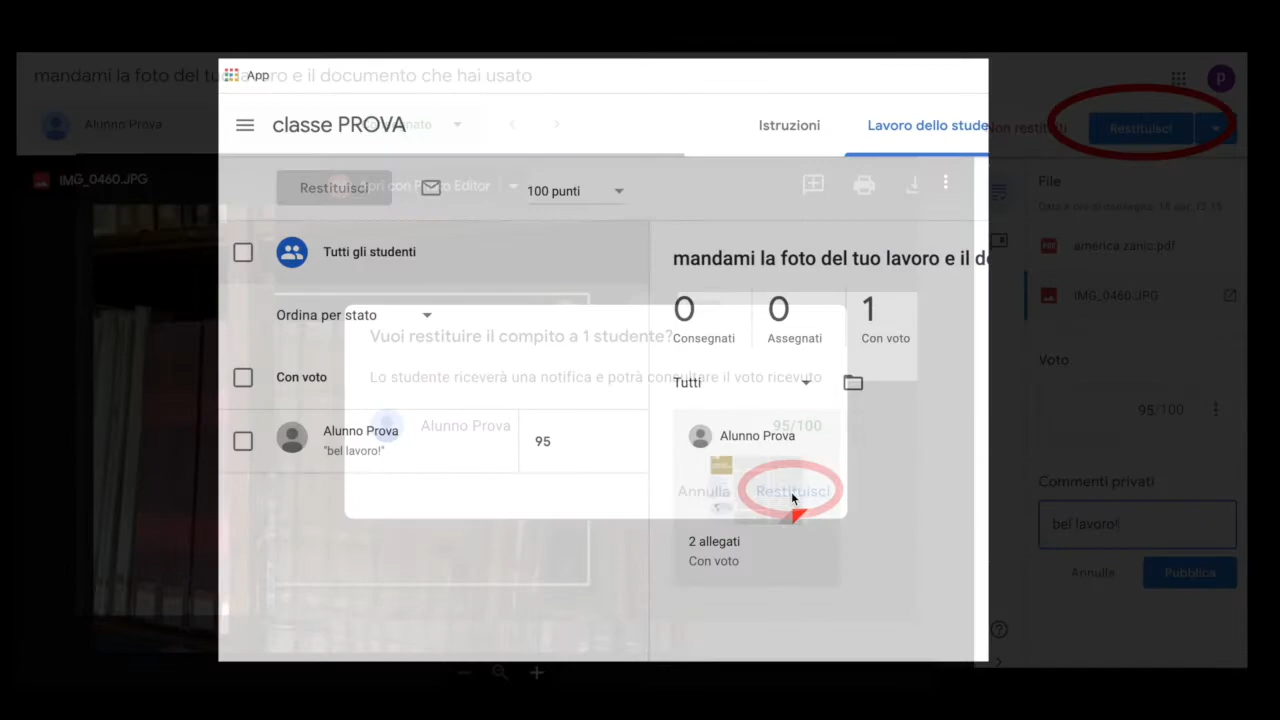 mandami la foto del tuo lavoro e il documento che hai usato
App
P
Alunno Prova
classe PROVA
Istruzioni
Lavoro dello stude
Restituisci
IMG_0460.JPG
Restituisci
100 punti
File
Tutti gli studenti
america zanic.pdf
mandami la foto del tuo lavoro e il d
IMG_0460.JPG
Ordina per stato
0
0
1
Consegnati
Assegnati
Con voto
Vuoi restituire il compito a 1 studente?
Voto
Con voto
Lo studente riceverà una notifica e potrà consultare il voto ricevuto
Tutti
95/100
Alunno Prova
"bel lavoro!"
Alunno Prova
95
95/100
Alunno Prova
Commenti privati
Annulla
Restituisci
bel lavoro!
2 allegati
Con voto
Annulla
Pubblica